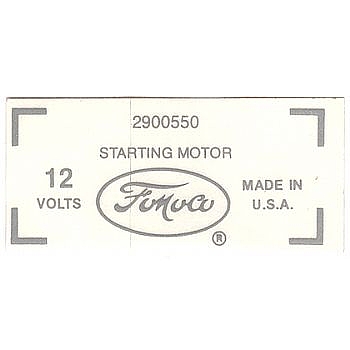 2900550
STARTING MOTOR
12
VOLTS
FoMoCo
®
MADE IN
U.S.A.